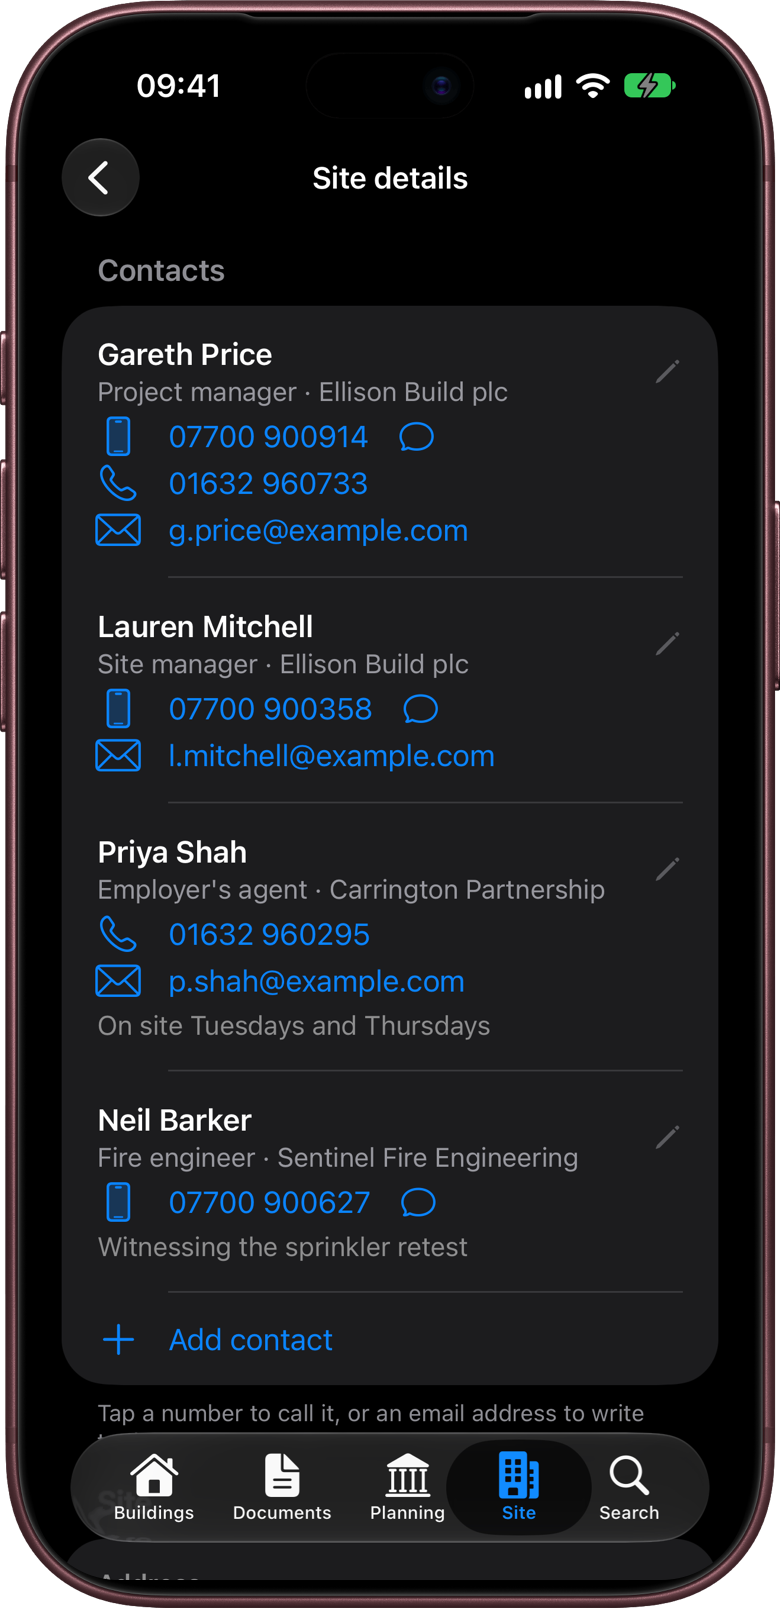 09:41
Site details
Contacts
Gareth Price
Project manager · Ellison Build plc
07700 900914
01632 960733
g.price@example.com
Lauren Mitchell
Site manager · Ellison Build plc
07700 900358
l.mitchell@example.com
Priya Shah
Employer's agent · Carrington Partnership
01632 960295
p.shah@example.com
On site Tuesdays and Thursdays
Neil Barker
Fire engineer · Sentinel Fire Engineering
07700 900627
Witnessing the sprinkler retest
Add contact
Tap a number to call it, or an email address to write
Buildings Documents Planning Site Search
Address